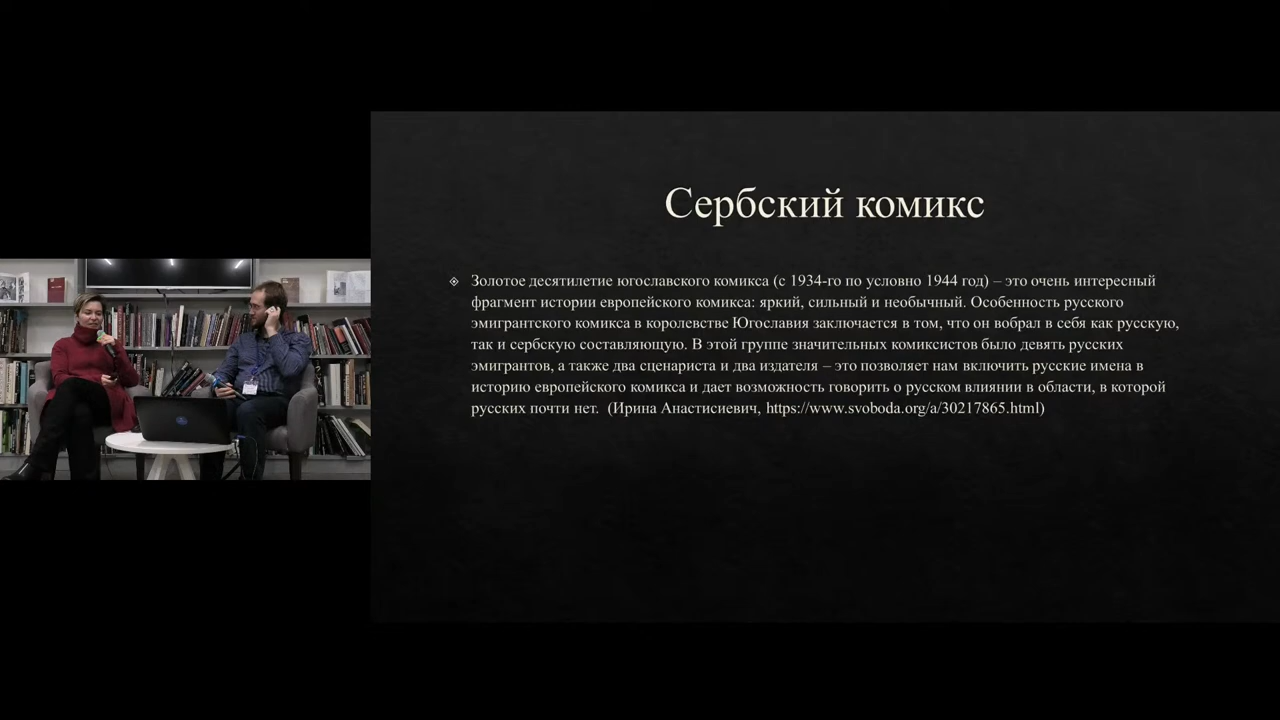 Сербский комикс
Золотое десятилетие югославского комикса (с 1934-го по условно 1944 год) – это очень интересный
фрагмент истории европейского комикса: яркий, сильный и необычный. Особенность русского
эмигрантского комикса в королевстве Югославия заключается в том, что он вобрал в себя как русскую,
так и сербскую составляющую. В этой группе значительных комиксистов было девять русских
эмигрантов, а также два сценариста и два издателя – это позволяет нам включить русские имена в
историю европейского комикса и дает возможность говорить о русском влиянии в области, в которой
русских почти нет. (Ирина Анастисиевич, https://www.svoboda.org/a/30217865.html)